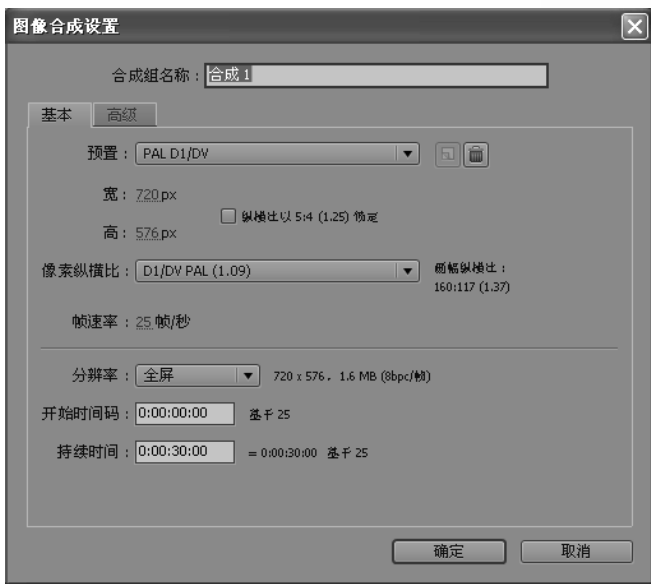 图像合成设置
合成组名称：合成 1
基本 高级
预置： PAL D1/DV
宽：720 px
纵横比以 5:4 (1.25) 锁定
高：576 px
像素纵横比： D1/DV PAL (1.09) 画幅纵横比：
160:117 (1.37)
帧速率：25 帧/秒
分辨率：全屏 720 x 576，1.6 MB (8bpc/帧)
开始时间码：0:00:00:00 基于 25
持续时间：0:00:30:00 = 0:00:30:00 基于 25
确定 取消